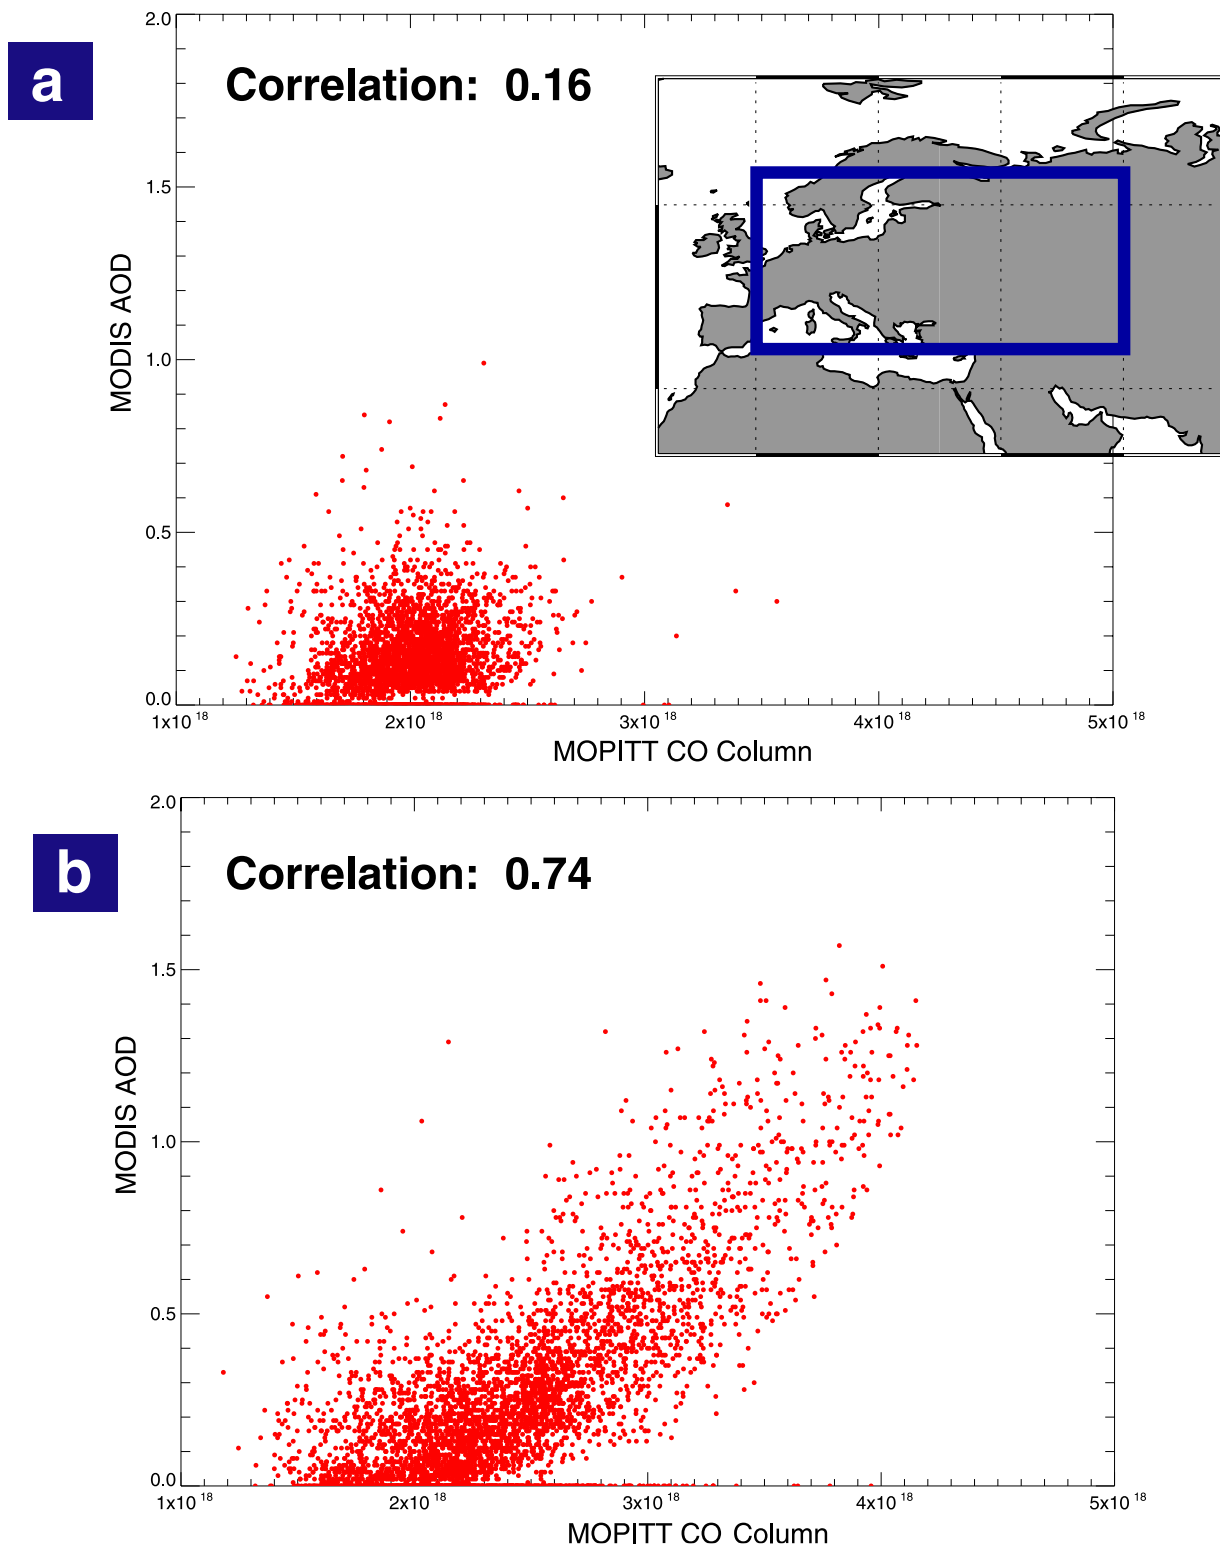 a
Correlation: 0.16
2.0
1.5
1.0
0.5
0.0
MODIS AOD
1x10 18
2x10 18
3x10 18
4x10 18
5x10 18
MOPITT CO Column
b
Correlation: 0.74
2.0
1.5
1.0
0.5
0.0
MODIS AOD
1x10 18
2x10 18
3x10 18
4x10 18
5x10 18
MOPITT CO Column